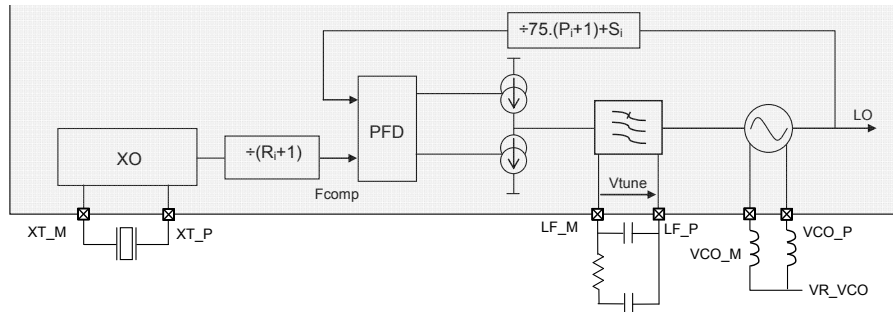 ÷75.(Pi+1)+Si
LO
PFD
XO
÷(Ri+1)
Fcomp
Vtune
XT_M
XT_P
LF_M
LF_P
VCO_M
VCO_P
VR_VCO